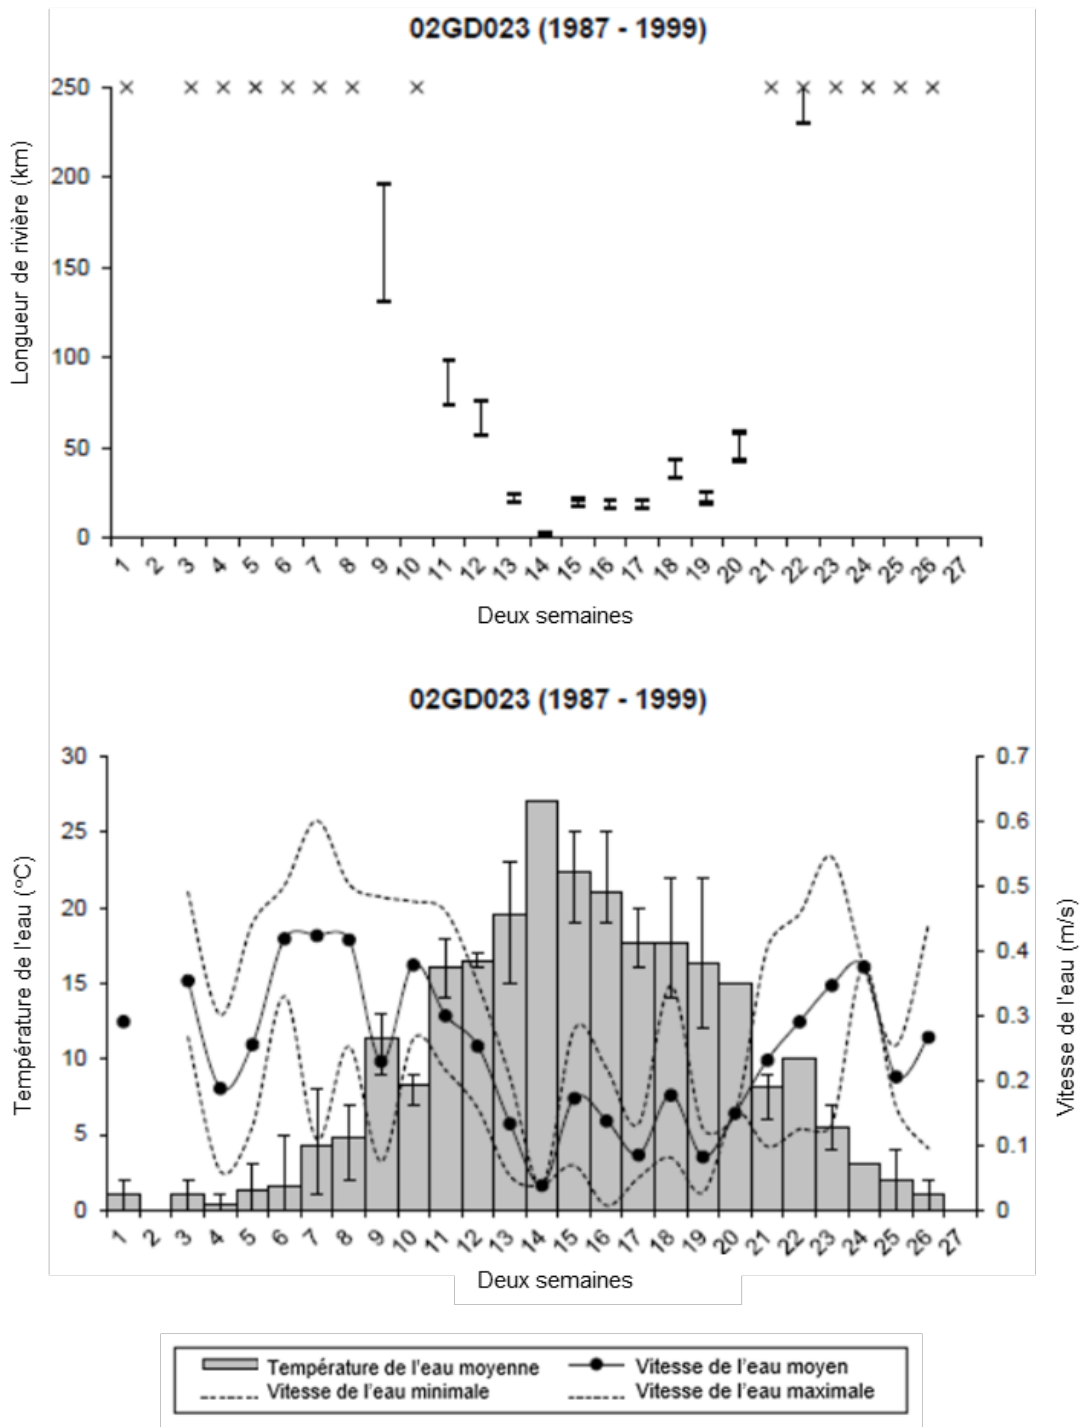 02GD023 (1987 - 1999)
Longueur de rivière (km)
250
200
150
100
50
0
1 2 3 4 5 6 7 8 9 10 11 12 13 14 15 16 17 18 19 20 21 22 23 24 25 26 27
Deux semaines
02GD023 (1987 - 1999)
Température de l'eau (°C)
30
25
20
15
10
5
0
0.7
0.6
0.5
0.4
0.3
0.2
0.1
0
Vitesse de l'eau (m/s)
1 2 3 4 5 6 7 8 9 10 11 12 13 14 15 16 17 18 19 20 21 22 23 24 25 26 27
Deux semaines
Température de l'eau moyenne
Vitesse de l'eau moyen
Vitesse de l'eau minimale
Vitesse de l'eau maximale